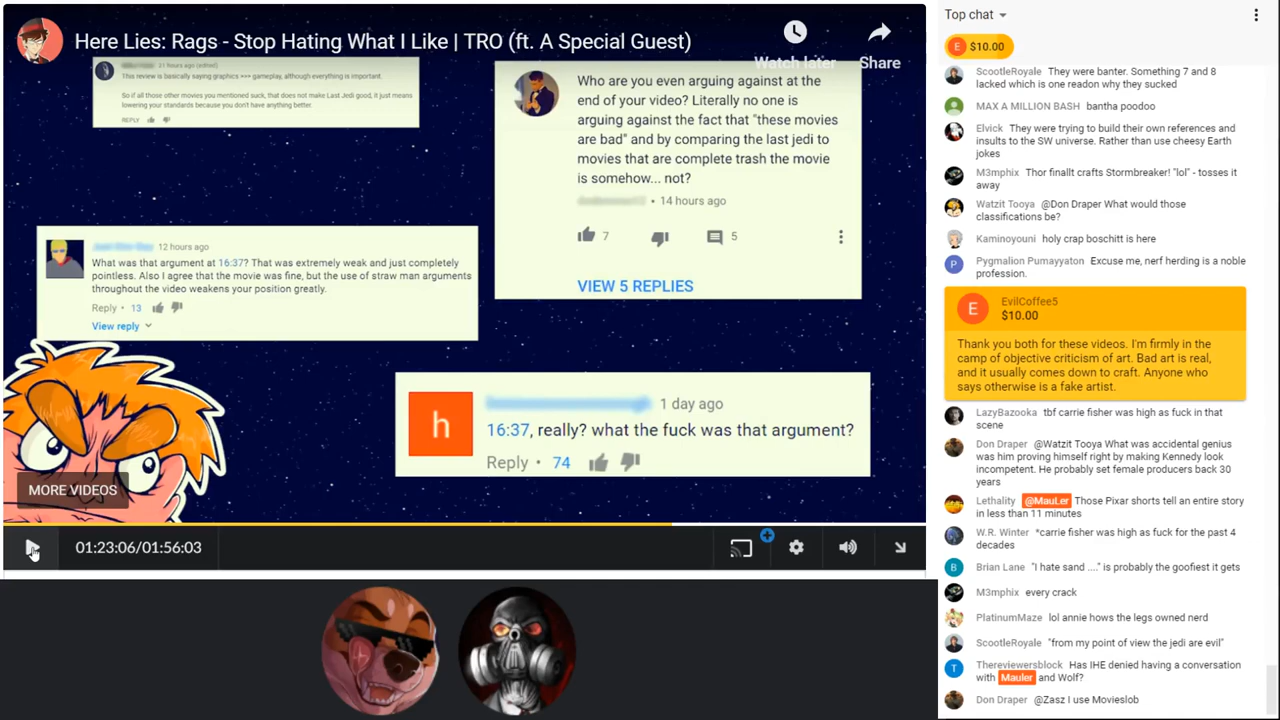 Here Lies: Rags - Stop Hating What I Like | TRO (ft. A Special Guest)
Watch later
Share
21 hours ago (edited)
This review is basically saying graphics >>> gameplay, although everything is important.
So if all those other movies you mentioned suck, that does not make Last Jedi good, it just means
lowering your standards because you don't have anything better.
REPLY
Who are you even arguing against at the
end of your video? Literally no one is
arguing against the fact that "these movies
are bad" and by comparing the last jedi to
movies that are complete trash the movie
is somehow... not?
• 14 hours ago
7
5
VIEW 5 REPLIES
12 hours ago
What was that argument at 16:37? That was extremely weak and just completely
pointless. Also I agree that the movie was fine, but the use of straw man arguments
throughout the video weakens your position greatly.
Reply • 13
View reply
h
1 day ago
16:37, really? what the fuck was that argument?
Reply • 74
MORE VIDEOS
01:23:06/01:56:03
Top chat
E $10.00
ScootleRoyale They were banter. Something 7 and 8
lacked which is one readon why they sucked
MAX A MILLION BASH bantha poodoo
Elvick They were trying to build their own references and
insults to the SW universe. Rather than use cheesy Earth
jokes
M3mphix Thor finallt crafts Stormbreaker! "lol" - tosses it
away
Watzit Tooya @Don Draper What would those
classifications be?
Kaminoyouni holy crap boschitt is here
P Pygmalion Pumayyaton Excuse me, nerf herding is a noble
profession.
E EvilCoffee5
$10.00
Thank you both for these videos. I'm firmly in the
camp of objective criticism of art. Bad art is real,
and it usually comes down to craft. Anyone who
says otherwise is a fake artist.
LazyBazooka tbf carrie fisher was high as fuck in that
scene
Don Draper @Watzit Tooya What was accidental genius
was him proving himself right by making Kennedy look
incompetent. He probably set female producers back 30
years
Lethality @MauLer Those Pixar shorts tell an entire story
in less than 11 minutes
W.R. Winter *carrie fisher was high as fuck for the past 4
decades
B Brian Lane "I hate sand ...." is probably the goofiest it gets
M3mphix every crack
PlatinumMaze lol annie hows the legs owned nerd
ScootleRoyale "from my point of view the jedi are evil"
T Thereviewersblock Has IHE denied having a conversation
with Mauler and Wolf?
Don Draper @Zasz I use Movieslob